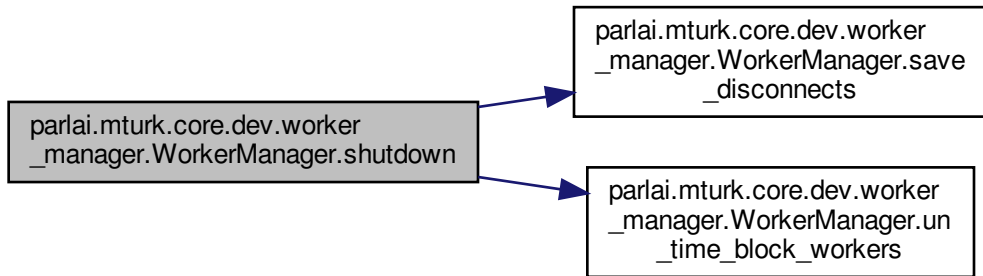 parlai.mturk.core.dev.worker
_manager.WorkerManager.shutdown
parlai.mturk.core.dev.worker
_manager.WorkerManager.save
_disconnects
parlai.mturk.core.dev.worker
_manager.WorkerManager.un
_time_block_workers